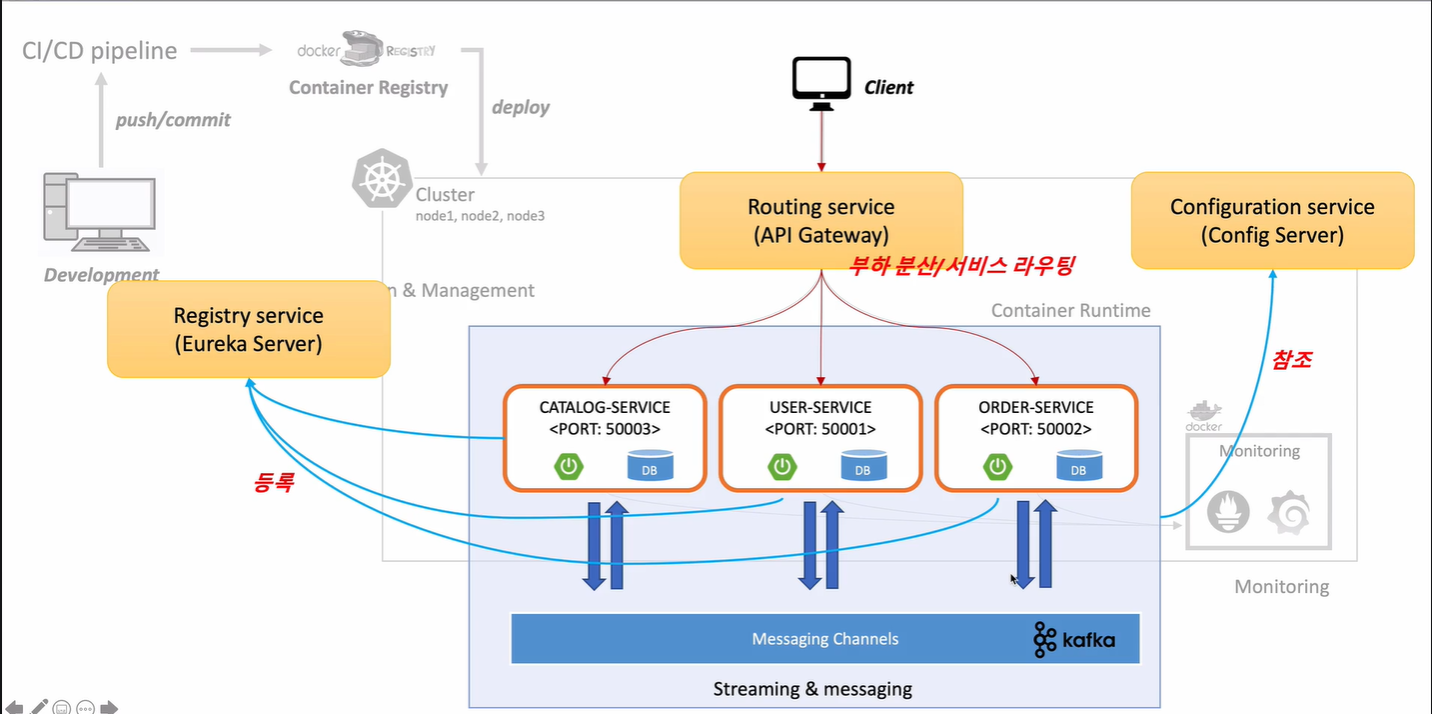 CI/CD pipeline
docker REGISTRY
Container Registry
push/commit
deploy
Client
Cluster
node1, node2, node3
Development
Routing service
(API Gateway)
부하 분산/서비스 라우팅
Configuration service
(Config Server)
n & Management
Registry service
(Eureka Server)
Container Runtime
참조
CATALOG-SERVICE
<PORT: 50003>
DB
USER-SERVICE
<PORT: 50001>
DB
ORDER-SERVICE
<PORT: 50002>
DB
docker
Monitoring
등록
Monitoring
Messaging Channels
kafka
Streaming & messaging